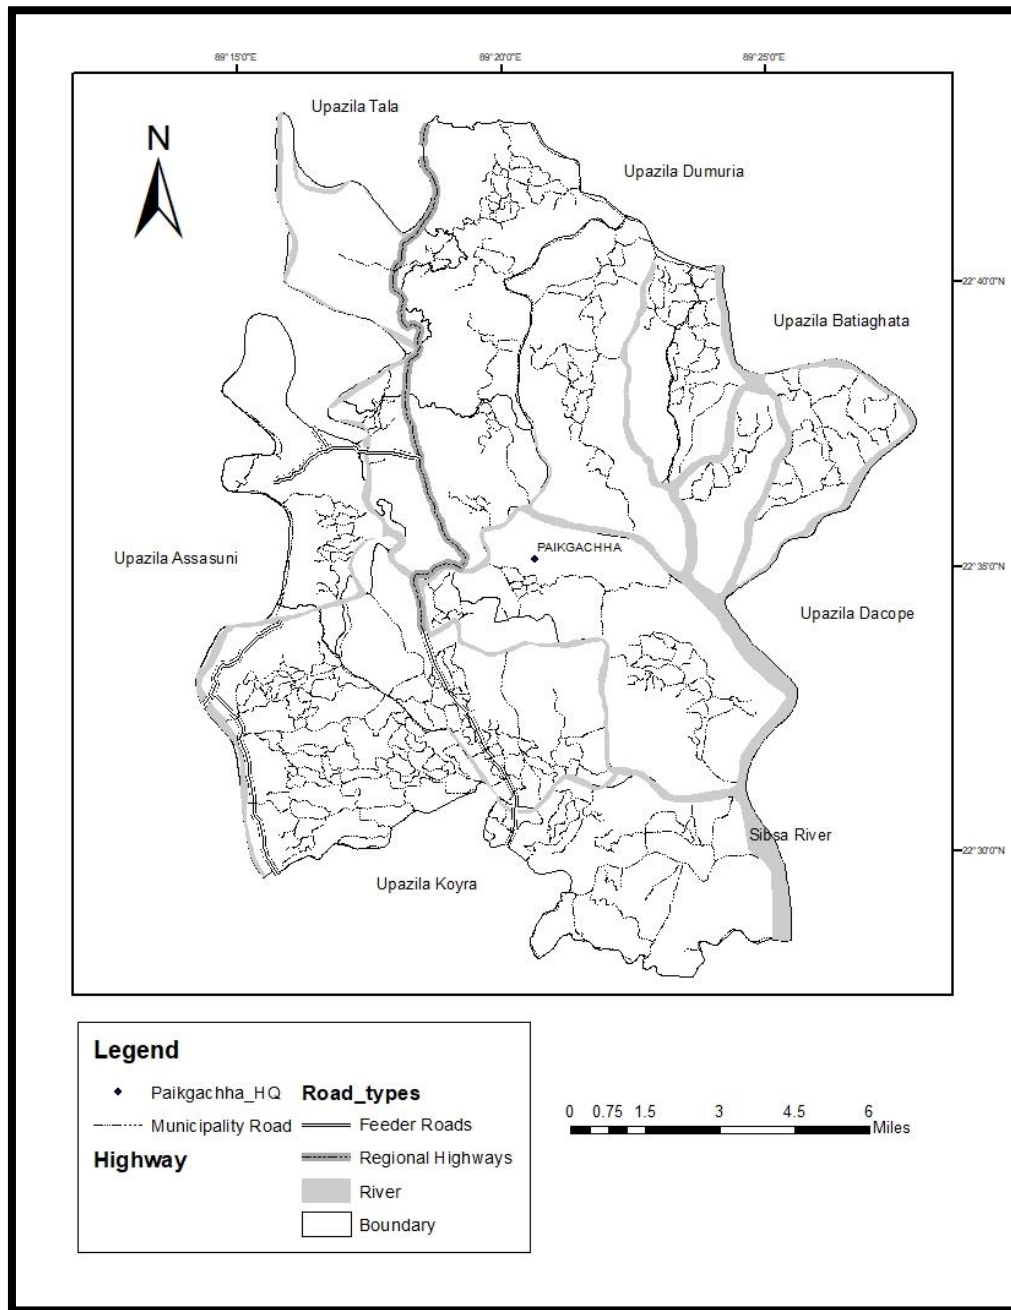 89°15'0"E 89°20'0"E 89°25'0"E
Upazila Tala
N
Upazila Dumuria
22°40'0"N
Upazila Batiaghata
PAIKGACHHA
Upazila Assasuni
22°35'0"N
Upazila Dacope
Sibsa River
22°30'0"N
Upazila Koyra
Legend
Paikgachha_HQ
Municipality Road
Highway
Road_types
Feeder Roads
Regional Highways
River
Boundary
0 0.75 1.5 3 4.5 6
Miles